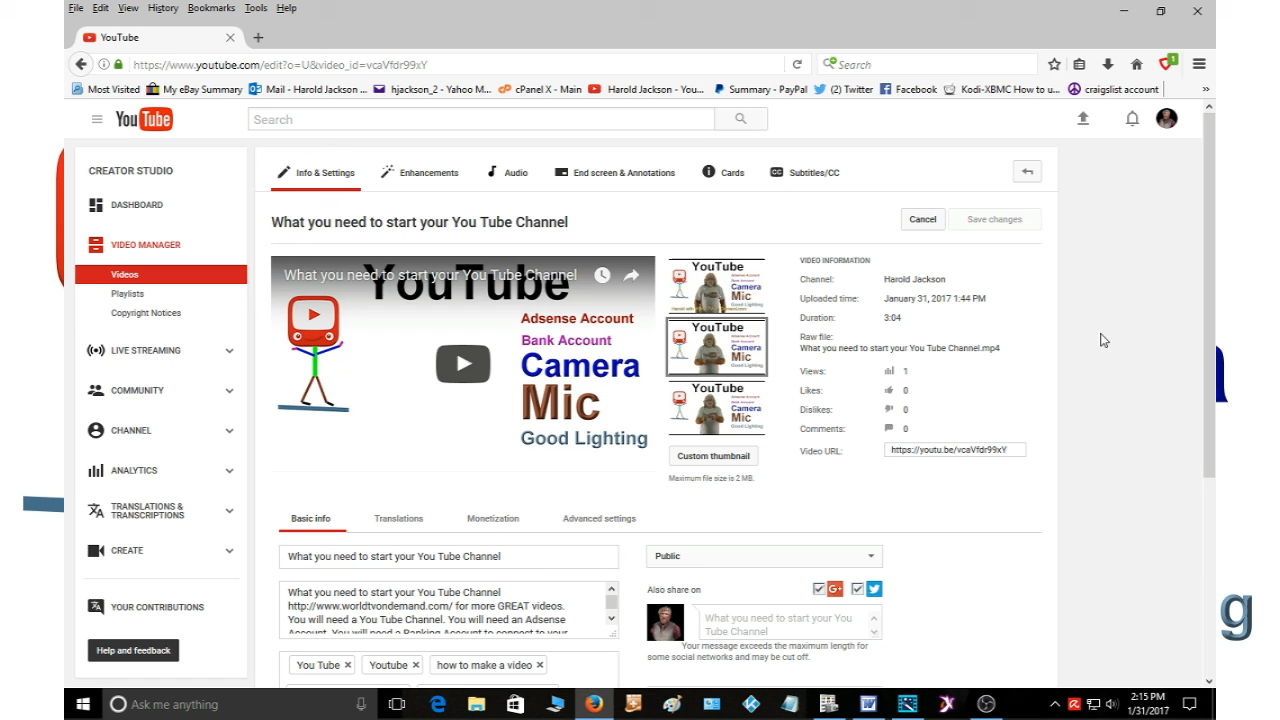 File Edit View History Bookmarks Tools Help
YouTube
https://www.youtube.com/edit?o=U&video_id=vcaVfdr99xY
Search
Most Visited My eBay Summary Mail - Harold Jackson ... hjackson_2 - Yahoo M... cPanel X - Main Harold Jackson - You... Summary - PayPal (2) Twitter Facebook Kodi-XBMC How to u... craigslist account
YouTube
Search
CREATOR STUDIO
DASHBOARD
VIDEO MANAGER
Videos
Playlists
Copyright Notices
LIVE STREAMING
COMMUNITY
CHANNEL
ANALYTICS
TRANSLATIONS &
TRANSCRIPTIONS
CREATE
YOUR CONTRIBUTIONS
Help and feedback
Info & Settings Enhancements Audio End screen & Annotations Cards Subtitles/CC
What you need to start your You Tube Channel
Cancel Save changes
What you need to start your You Tube Channel
YouTube
Adsense Account
Bank Account
Camera
Mic
Good Lighting
YouTube
Camera
Mic
YouTube
Camera
Mic
YouTube
Camera
Mic
Custom thumbnail
Maximum file size is 2 MB.
VIDEO INFORMATION
Channel: Harold Jackson
Uploaded time: January 31, 2017 1:44 PM
Duration: 3:04
Raw file:
What you need to start your You Tube Channel.mp4
Views: 1
Likes: 0
Dislikes: 0
Comments: 0
Video URL: https://youtu.be/vcaVfdr99xY
Basic info Translations Monetization Advanced settings
What you need to start your You Tube Channel
What you need to start your You Tube Channel
http://www.worldtvondemand.com/ for more GREAT videos.
You will need a You Tube Channel. You will need an Adsense
Account. You will need a Banking Account to connect to your
You Tube Youtube how to make a video
Public
Also share on G+
What you need to start your You
Tube Channel
Your message exceeds the maximum length for
some social networks and may be cut off.
g
Ask me anything
2:15 PM
1/31/2017